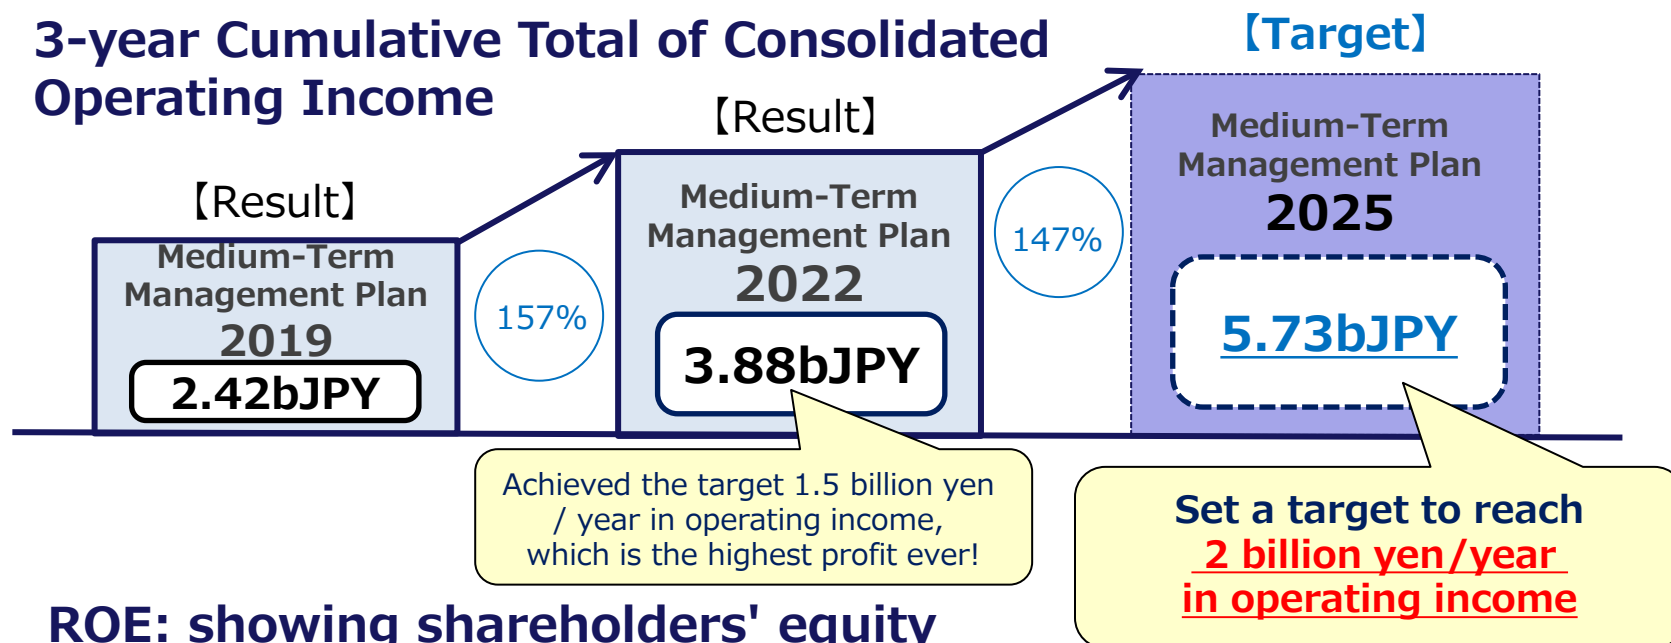 3-year Cumulative Total of Consolidated
Operating Income
【Target】
【Result】
【Result】
Medium-Term
Management Plan
2019
2.42bJPY
157%
Medium-Term
Management Plan
2022
3.88bJPY
147%
Medium-Term
Management Plan
2025
5.73bJPY
Achieved the target 1.5 billion yen
/ year in operating income,
which is the highest profit ever!
Set a target to reach
2 billion yen/year
in operating income
ROE: showing shareholders' equity